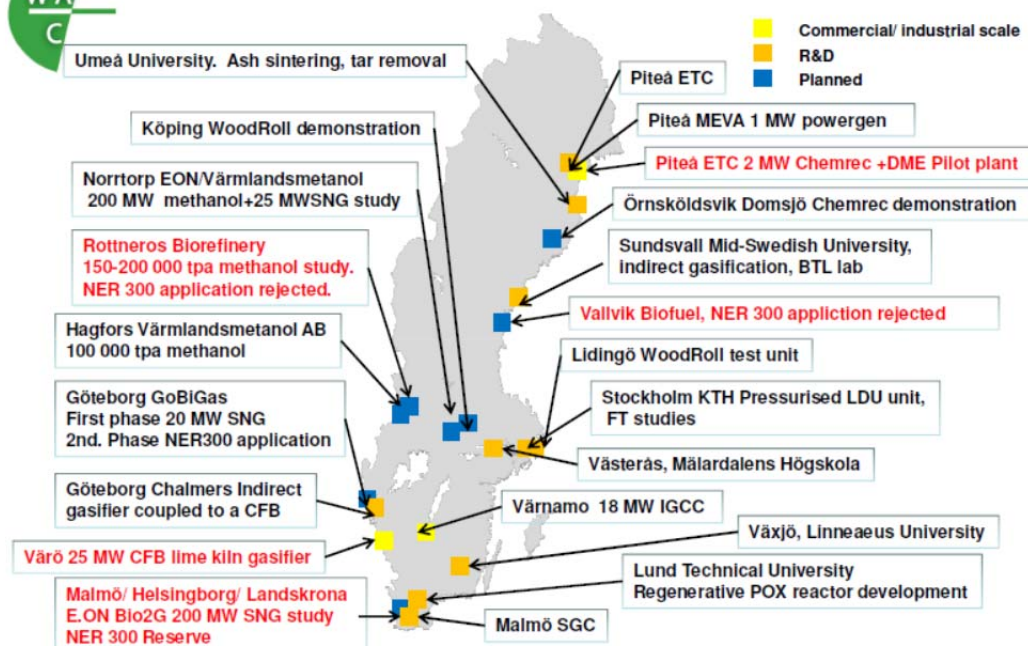 C
Commercial/ industrial scale
R&D
Planned
Umeå University. Ash sintering, tar removal
Piteå ETC
Köping WoodRoll demonstration
Piteå MEVA 1 MW powergen
Piteå ETC 2 MW Chemrec +DME Pilot plant
Norrtorp EON/Värmlandsmetanol
200 MW methanol+25 MWSNG study
Örnsköldsvik Domsjö Chemrec demonstration
Rottneros Biorefinery
150-200 000 tpa methanol study.
NER 300 application rejected.
Sundsvall Mid-Swedish University,
indirect gasification, BTL lab
Vallvik Biofuel, NER 300 appliction rejected
Hagfors Värmlandsmetanol AB
100 000 tpa methanol
Lidingö WoodRoll test unit
Göteborg GoBiGas
First phase 20 MW SNG
2nd. Phase NER300 application
Stockholm KTH Pressurised LDU unit,
FT studies
Västerås, Mälardalens Högskola
Göteborg Chalmers Indirect
gasifier coupled to a CFB
Värnamo 18 MW IGCC
Växjö, Linneaeus University
Värö 25 MW CFB lime kiln gasifier
Lund Technical University
Regenerative POX reactor development
Malmö/ Helsingborg/ Landskrona
E.ON Bio2G 200 MW SNG study
NER 300 Reserve
Malmö SGC